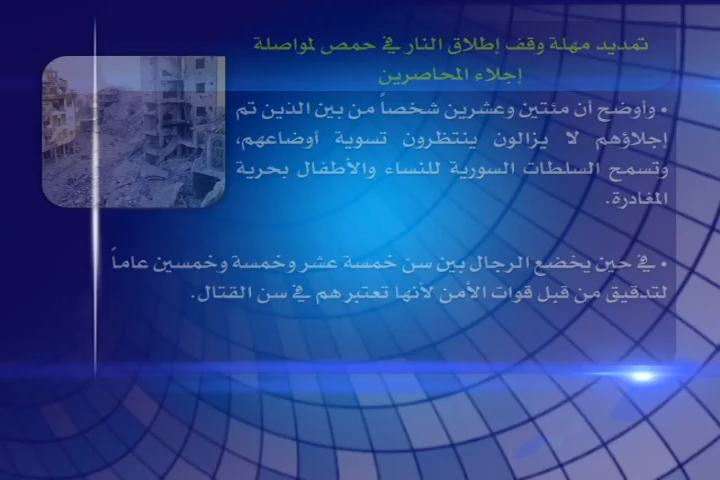 تمديد مهلة وقف إطلاق النار في حمص لمواصلة
إجلاء المحاصرين
• وأوضح أن مئتين وعشرين شخصاً من بين الذين تم
إجلاؤهم لا يزالون ينتظرون تسوية أوضاعهم،
وتسمح السلطات السورية للنساء والأطفال بحرية
المغادرة.
• في حين يخضع الرجال بين سن خمسة عشر وخمسة وخمسين عاماً
لتدقيق من قبل قوات الأمن لأنها تعتبر هم في سن القتال.